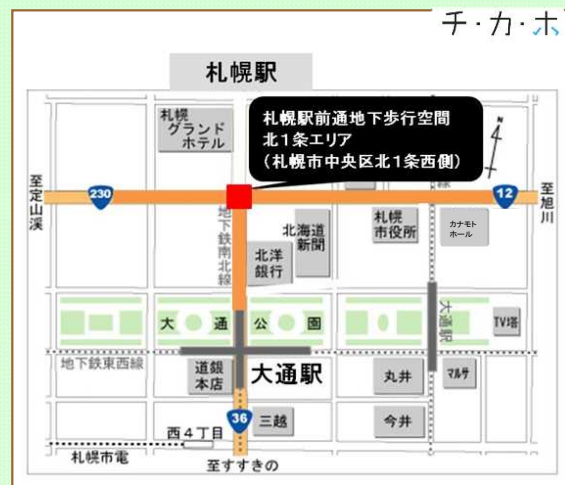 チ・カ・ホ
札幌駅
札幌
グランド
ホテル
札幌駅前通地下歩行空間
北1条エリア
(札幌市中央区北1条西側)
N
至定山渓
230
12
至旭川
地下鉄南北線
北海道
新聞
札幌
市役所
カナモト
ホール
北洋
銀行
線
大通公園
大通駅
TV塔
地下鉄東西線
道銀
本店
大通駅
丸井
マルサ
36
三越
今井
西4丁目
札幌市電
至すすきの